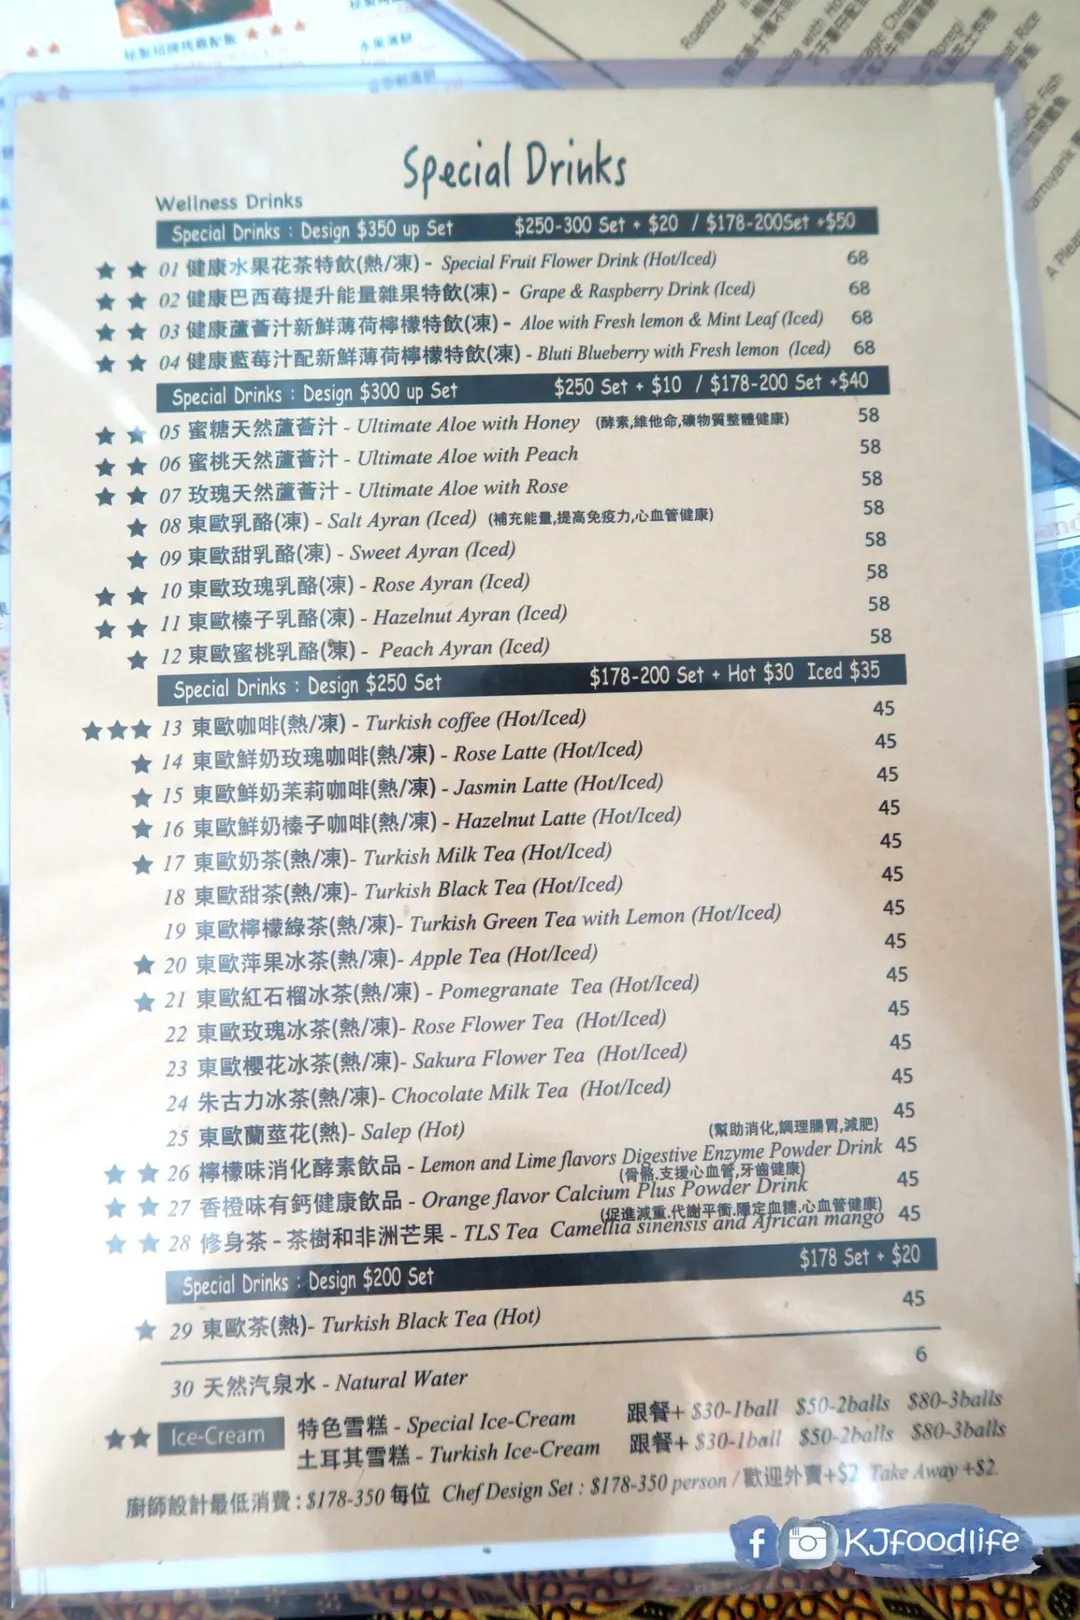 秘製招牌烤雞配飯
水果薄餅
Special Drinks
Wellness Drinks
Special Drinks : Design $350 up Set $250-300 Set + $20 / $178-200Set +$50
★ ★ 01 健康水果花茶特飲(熱/凍) - Special Fruit Flower Drink (Hot/Iced) 68
★ ★ 02 健康巴西莓提升能量雜果特飲(凍) - Grape & Raspberry Drink (Iced) 68
★ ★ 03 健康蘆薈汁新鮮薄荷檸檬特飲(凍) - Aloe with Fresh lemon & Mint Leaf (Iced) 68
★ ★ 04 健康藍莓汁配新鮮薄荷檸檬特飲(凍) - Bluti Blueberry with Fresh lemon (Iced) 68
Special Drinks : Design $300 up Set $250 Set + $10 / $178-200 Set +$40
★ ★ 05 蜜糖天然蘆薈汁 - Ultimate Aloe with Honey (酵素,維他命,礦物質整體健康) 58
★ ★ 06 蜜桃天然蘆薈汁 - Ultimate Aloe with Peach 58
★ ★ 07 玫瑰天然蘆薈汁 - Ultimate Aloe with Rose 58
★ 08 東歐乳酪(凍) - Salt Ayran (Iced) (補充能量,提高免疫力,心血管健康) 58
★ 09 東歐甜乳酪(凍) - Sweet Ayran (Iced) 58
★ ★ 10 東歐玫瑰乳酪(凍) - Rose Ayran (Iced) 58
★ ★ 11 東歐榛子乳酪(凍) - Hazelnut Ayran (Iced) 58
★ 12 東歐蜜桃乳酪(凍) - Peach Ayran (Iced) 58
Special Drinks : Design $250 Set $178-200 Set + Hot $30 Iced $35
★★★ 13 東歐咖啡(熱/凍) - Turkish coffee (Hot/Iced) 45
★ 14 東歐鮮奶玫瑰咖啡(熱/凍) - Rose Latte (Hot/Iced) 45
★ 15 東歐鮮奶茉莉咖啡(熱/凍) - Jasmin Latte (Hot/Iced) 45
★ 16 東歐鮮奶榛子咖啡(熱/凍) - Hazelnut Latte (Hot/Iced) 45
★ 17 東歐奶茶(熱/凍)- Turkish Milk Tea (Hot/Iced) 45
18 東歐甜茶(熱/凍)- Turkish Black Tea (Hot/Iced) 45
19 東歐檸檬綠茶(熱/凍)- Turkish Green Tea with Lemon (Hot/Iced) 45
★ 20 東歐萍果冰茶(熱/凍)- Apple Tea (Hot/Iced) 45
★ 21 東歐紅石榴冰茶(熱/凍) - Pomegranate Tea (Hot/Iced) 45
22 東歐玫瑰冰茶(熱/凍)- Rose Flower Tea (Hot/Iced) 45
23 東歐櫻花冰茶(熱/凍)- Sakura Flower Tea (Hot/Iced) 45
24 朱古力冰茶(熱/凍)- Chocolate Milk Tea (Hot/Iced) 45
25 東歐蘭莖花(熱)- Salep (Hot) 45
(幫助消化,調理腸胃,減肥)
★ ★ 26 檸檬味消化酵素飲品 - Lemon and Lime flavors Digestive Enzyme Powder Drink 45
(骨骼.支援心血管,牙齒健康)
★ ★ 27 香橙味有鈣健康飲品 - Orange flavor Calcium Plus Powder Drink 45
(促進減重.代謝平衡.隱定血糖.心血管健康)
★ ★ 28 修身茶 - 茶樹和非洲芒果 - TLS Tea Camellia sinensis and African mango 45
Special Drinks : Design $200 Set $178 Set + $20
★ 29 東歐茶(熱)- Turkish Black Tea (Hot) 45
30 天然汽泉水 - Natural Water 6
★★ Ice-Cream 特色雪糕 - Special Ice-Cream 跟餐+ $30-1ball $50-2balls $80-3balls
土耳其雪糕 - Turkish Ice-Cream 跟餐+ $30-1ball $50-2balls $80-3balls
廚師設計最低消費 : $178-350 每位 Chef Design Set : $178-350 person / 歡迎外賣+$2 Take Away +$2.
f KJfoodlife